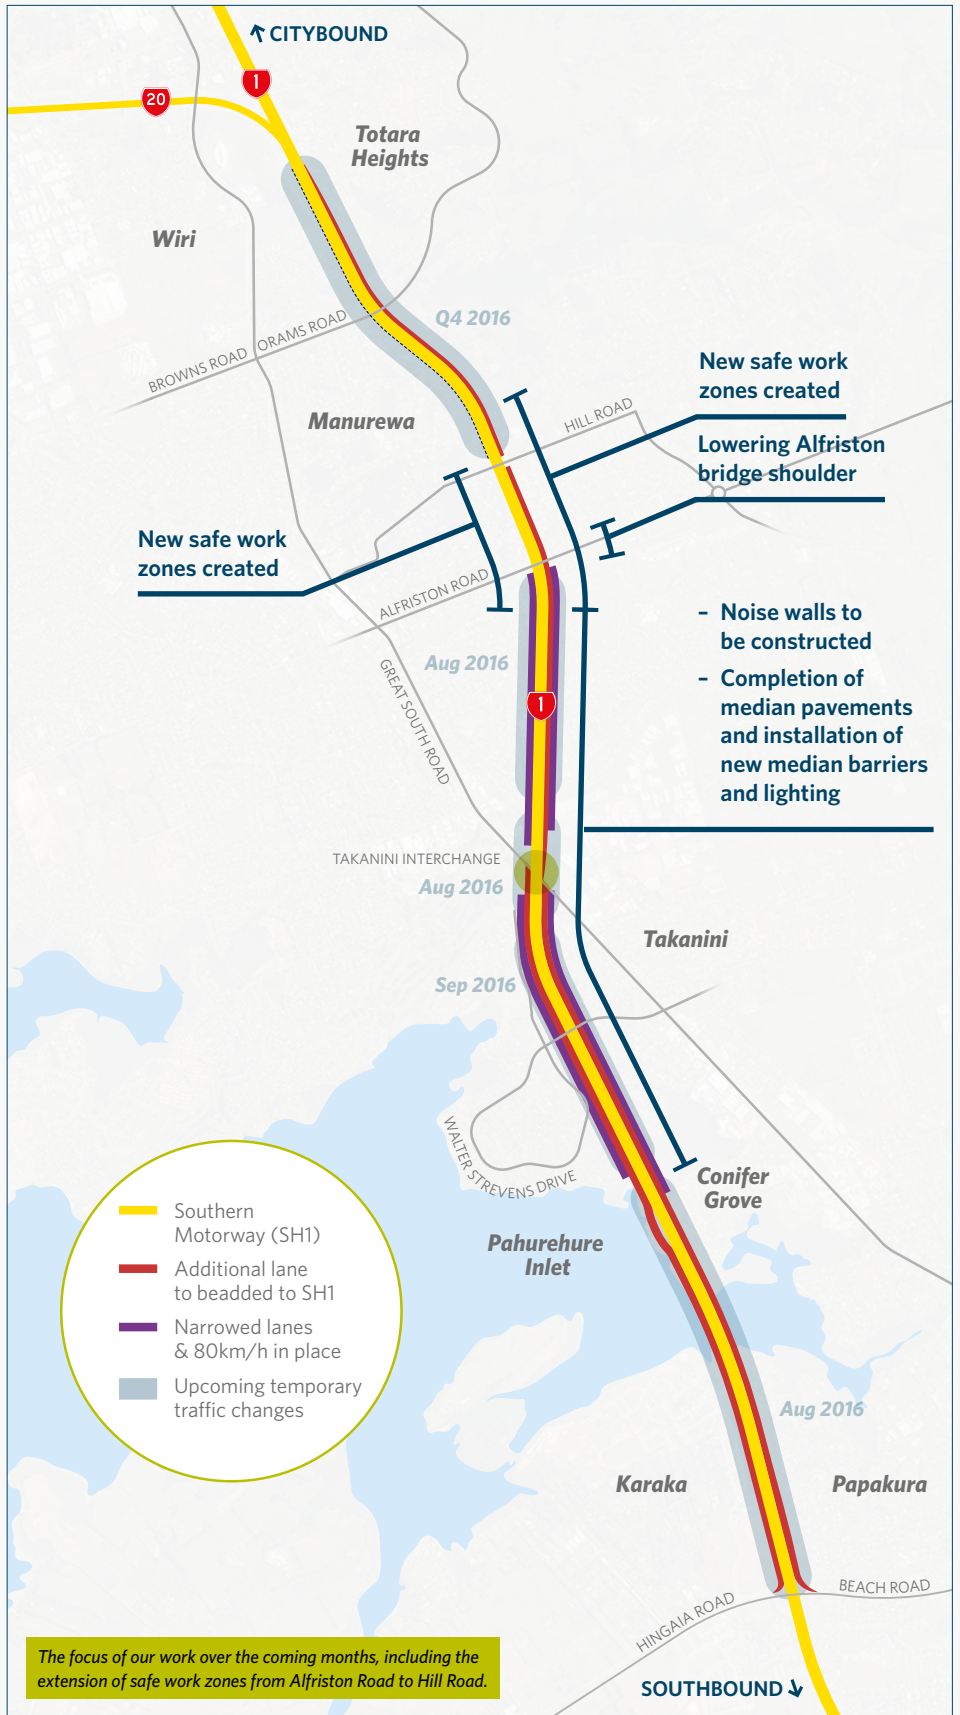 CITYBOUND
1
20
Totara
Heights
Wiri
Q4 2016
BROWNS ROAD
ORAMS ROAD
New safe work
zones created
Manurewa
HILL ROAD
Lowering Alfriston
bridge shoulder
New safe work
zones created
ALFRISTON ROAD
– Noise walls to
be constructed
– Completion of
median pavements
and installation of
new median barriers
and lighting
Aug 2016
GREAT SOUTH ROAD
1
TAKANINI INTERCHANGE
Aug 2016
Takanini
Sep 2016
WALTER STREVENS DRIVE
Conifer
Grove
Pahurehure
Inlet
Southern
Motorway (SH1)
Additional lane
to beadded to SH1
Narrowed lanes
& 80km/h in place
Upcoming temporary
traffic changes
Aug 2016
Karaka
Papakura
BEACH ROAD
HINGAIA ROAD
The focus of our work over the coming months, including the
extension of safe work zones from Alfriston Road to Hill Road.
SOUTHBOUND